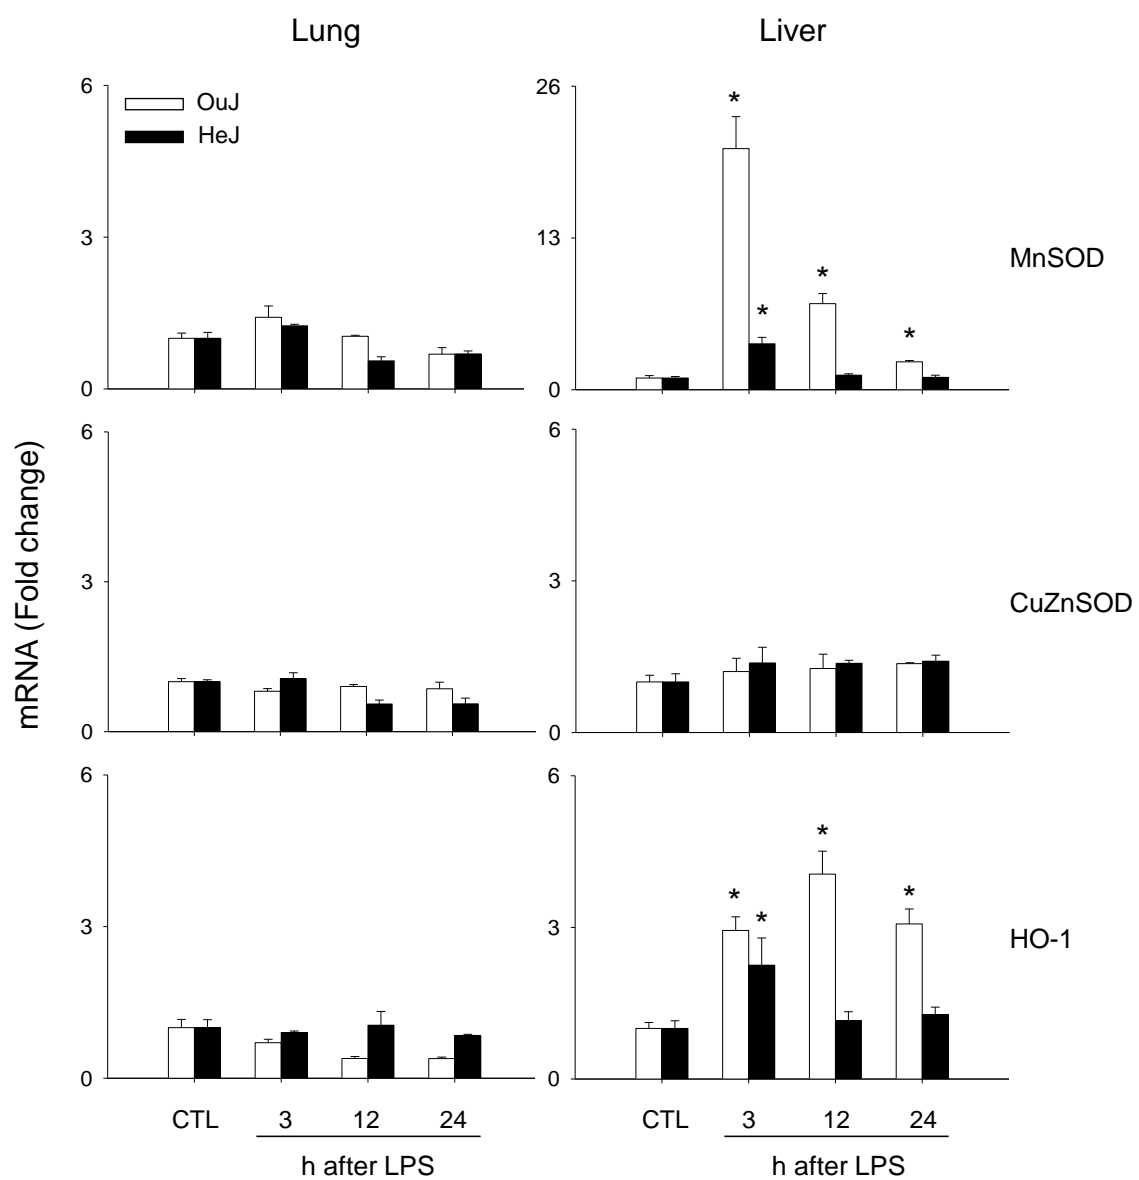 Lung
Liver
6
3
0
OuJ
HeJ
*
*
*
*
26
13
0
MnSOD
mRNA (Fold change)
6
3
0
6
3
0
CuZnSOD
6
3
0
*
*
*
*
6
3
0
HO-1
CTL 3 12 24
h after LPS
CTL 3 12 24
h after LPS